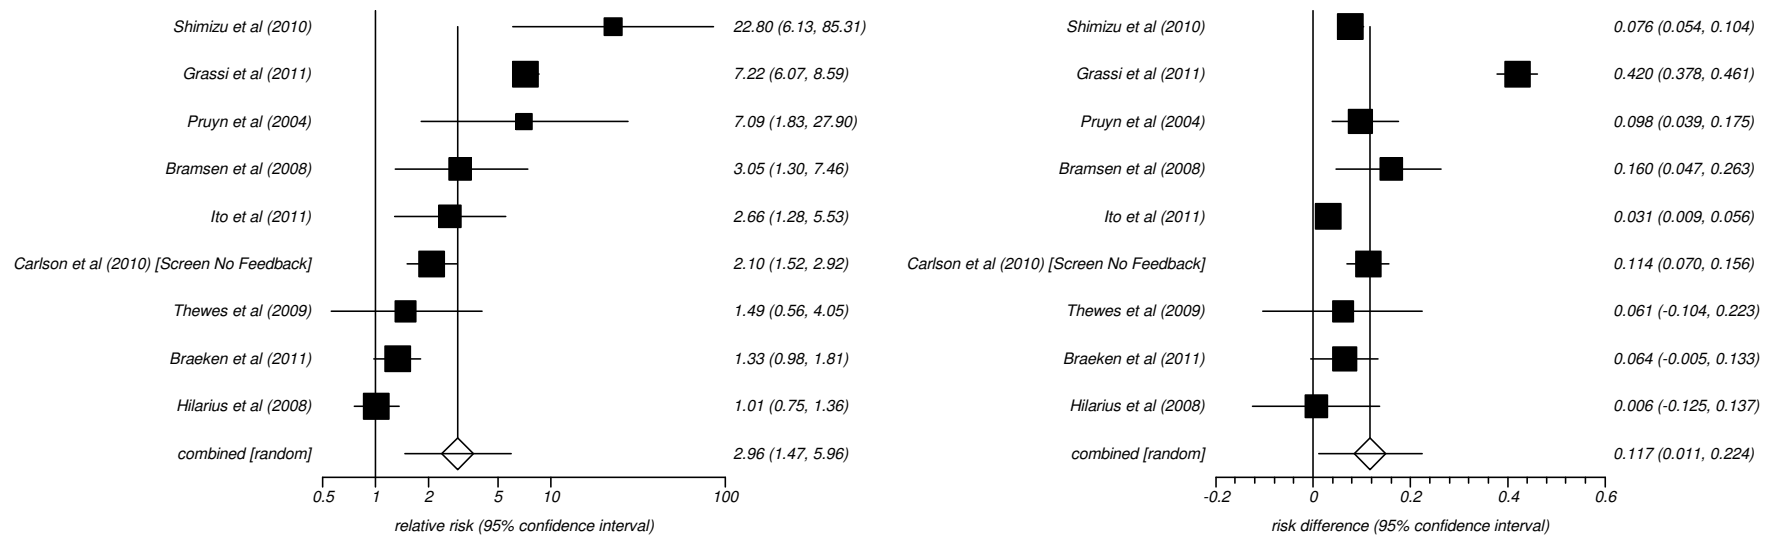 Shimizu et al (2010) 22.80 (6.13, 85.31)
Grassi et al (2011) 7.22 (6.07, 8.59)
Pruyn et al (2004) 7.09 (1.83, 27.90)
Bramsen et al (2008) 3.05 (1.30, 7.46)
Ito et al (2011) 2.66 (1.28, 5.53)
Carlson et al (2010) [Screen No Feedback] 2.10 (1.52, 2.92)
Thewes et al (2009) 1.49 (0.56, 4.05)
Braeken et al (2011) 1.33 (0.98, 1.81)
Hilarius et al (2008) 1.01 (0.75, 1.36)
combined [random] 2.96 (1.47, 5.96)
0.5 1 2 5 10 100
relative risk (95% confidence interval)
Shimizu et al (2010) 0.076 (0.054, 0.104)
Grassi et al (2011) 0.420 (0.378, 0.461)
Pruyn et al (2004) 0.098 (0.039, 0.175)
Bramsen et al (2008) 0.160 (0.047, 0.263)
Ito et al (2011) 0.031 (0.009, 0.056)
Carlson et al (2010) [Screen No Feedback] 0.114 (0.070, 0.156)
Thewes et al (2009) 0.061 (-0.104, 0.223)
Braeken et al (2011) 0.064 (-0.005, 0.133)
Hilarius et al (2008) 0.006 (-0.125, 0.137)
combined [random] 0.117 (0.011, 0.224)
-0.2 0 0.2 0.4 0.6
risk difference (95% confidence interval)